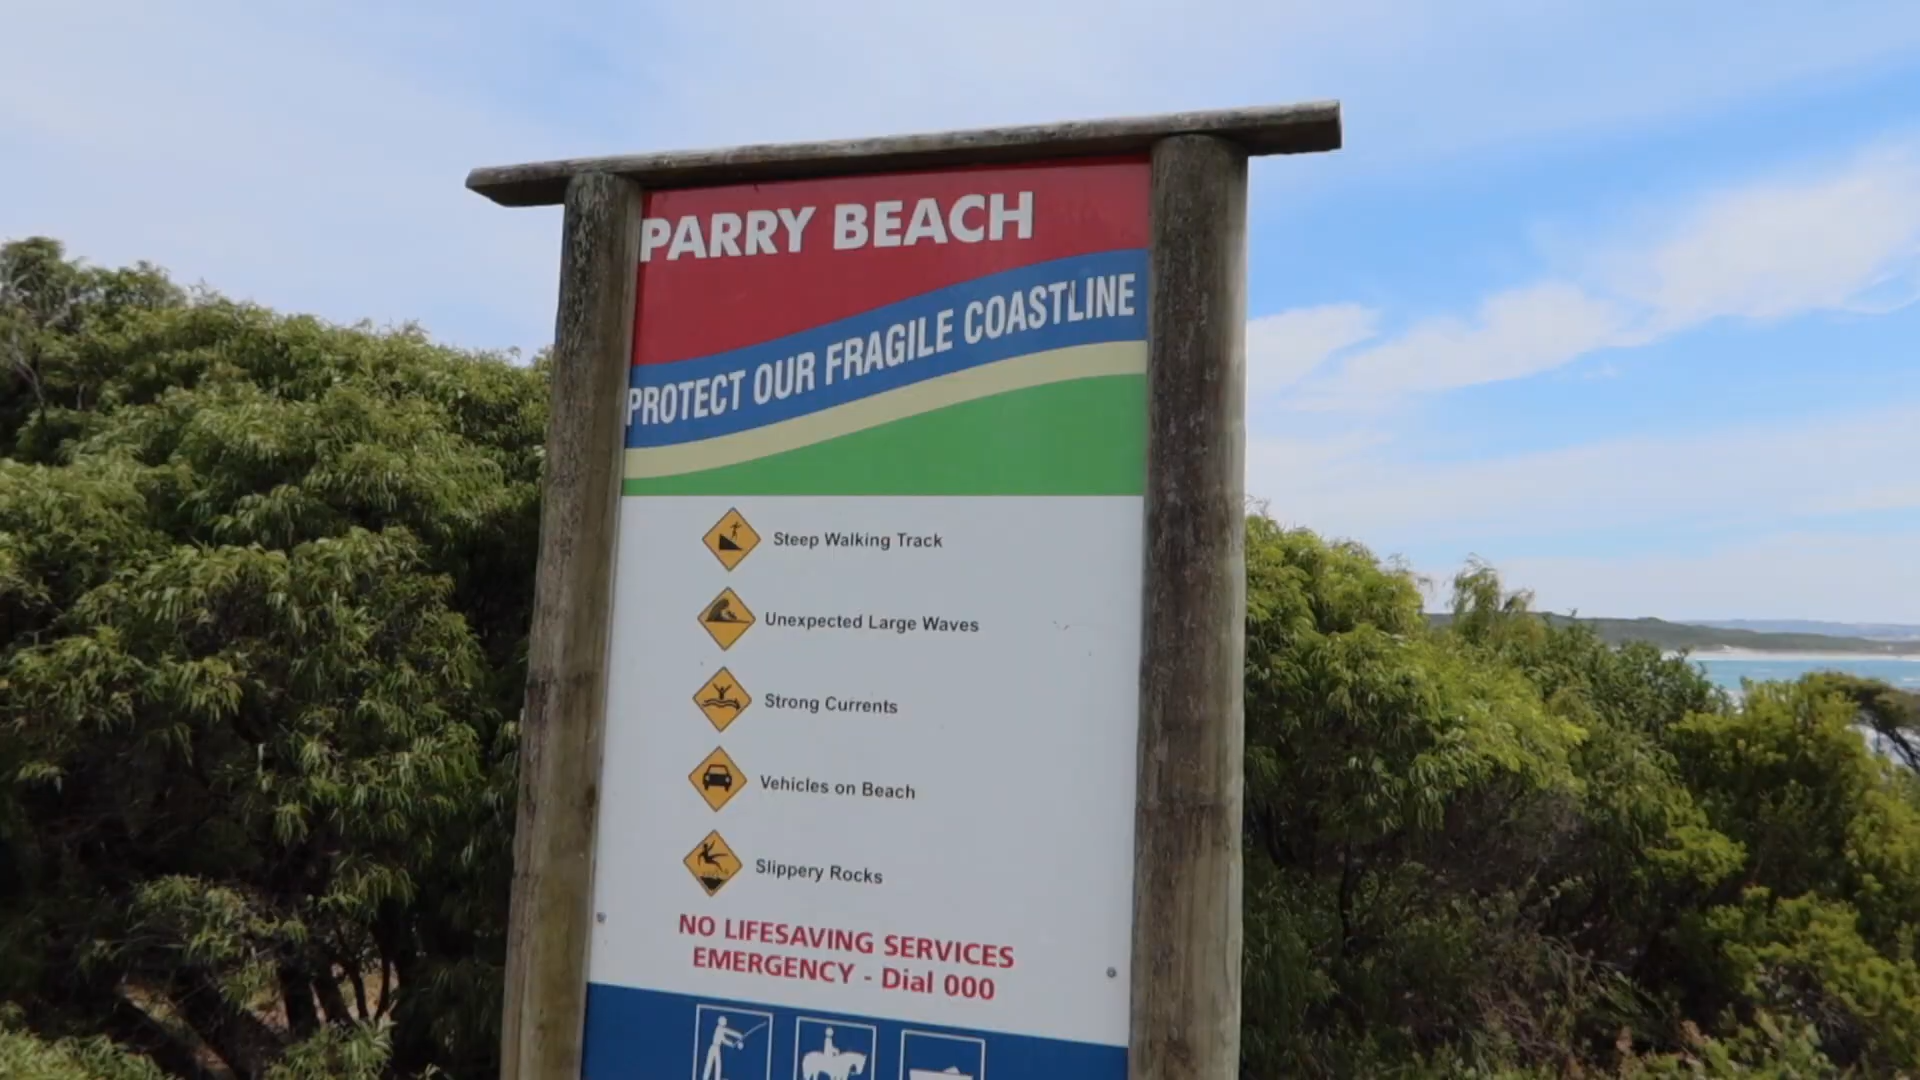 PARRY BEACH
PROTECT OUR FRAGILE COASTLINE
Steep Walking Track
Unexpected Large Waves
Strong Currents
Vehicles on Beach
Slippery Rocks
NO LIFESAVING SERVICES
EMERGENCY - Dial 000